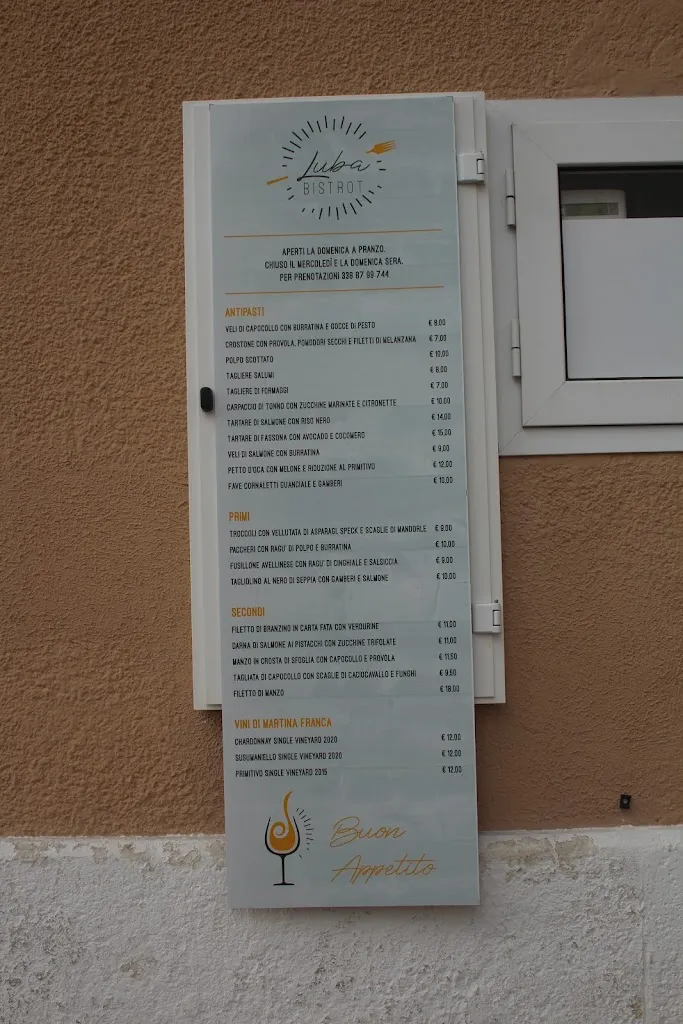 Luba
BISTROT
APERTI LA DOMENICA A PRANZO.
CHIUSO IL MERCOLEDÌ E LA DOMENICA SERA.
PER PRENOTAZIONI 338 87 99 744
ANTIPASTI
VELI DI CAPOCOLLO CON BURRATINA E GOCCE DI PESTO € 8,00
CROSTONE CON PROVOLA, POMODORI SECCHI E FILETTI DI MELANZANA € 7,00
POLPO SCOTTATO € 10,00
TAGLIERE SALUMI € 8,00
TAGLIERE DI FORMAGGI € 7,00
CARPACCIO DI TONNO CON ZUCCHINE MARINATE E CITRONETTE € 10,00
TARTARE DI SALMONE CON RISO NERO € 14,00
TARTARE DI FASSONA CON AVOCADO E COCOMERO € 15,00
VELI DI SALMONE CON BURRATINA € 9,00
PETTO D'OCA CON MELONE E RIDUZIONE AL PRIMITIVO € 12,00
FAVE CORNALETTI GUANCIALE E GAMBERI € 10,00
PRIMI
TROCCOLI CON VELLUTATA DI ASPARAGI, SPECK E SCAGLIE DI MANDORLE € 9,00
PACCHERI CON RAGU' DI POLPO E BURRATINA € 10,00
FUSILLONE AVELLINESE CON RAGU' DI CINGHIALE E SALSICCIA € 9,00
TAGLIOLINO AL NERO DI SEPPIA CON GAMBERI E SALMONE € 10,00
SECONDI
FILETTO DI BRANZINO IN CARTA FATA CON VERDURINE € 11,00
DARNA DI SALMONE AI PISTACCHI CON ZUCCHINE TRIFOLATE € 11,00
MANZO IN CROSTA DI SFOGLIA CON CAPOCOLLO E PROVOLA € 11,50
TAGLIATA DI CAPOCOLLO CON SCAGLIE DI CACIOCAVALLO E FUNGHI € 9,50
FILETTO DI MANZO € 18,00
VINI DI MARTINA FRANCA
CHARDONNAY SINGLE VINEYARD 2020 € 12,00
SUSUMANIELLO SINGLE VINEYARD 2020 € 12,00
PRIMITIVO SINGLE VINEYARD 2015 € 12,00
Buon
Appetito